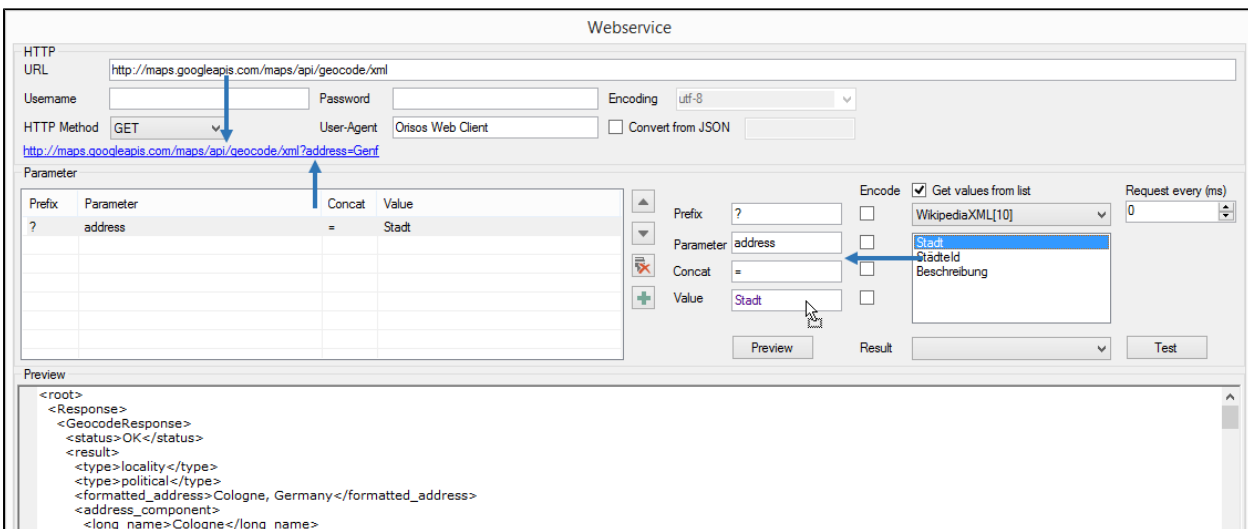 Webservice
HTTP
URL http://maps.googleapis.com/maps/api/geocode/xml
Username Password Encoding utf-8
HTTP Method GET User-Agent Orisos Web Client Convert from JSON
http://maps.googleapis.com/maps/api/geocode/xml?address=Genf
Parameter
Encode Get values from list Request every (ms)
Prefix Parameter Concat Value
Prefix ? WikipediaXML[10] 0
? address = Stadt
Parameter address Stadt
StädteId
Concat = Beschreibung
Value Stadt
Preview Result Test
Preview
<root>
<Response>
<GeocodeResponse>
<status>OK</status>
<result>
<type>locality</type>
<type>political</type>
<formatted_address>Cologne, Germany</formatted_address>
<address_component>
<long_name>Cologne</long_name>